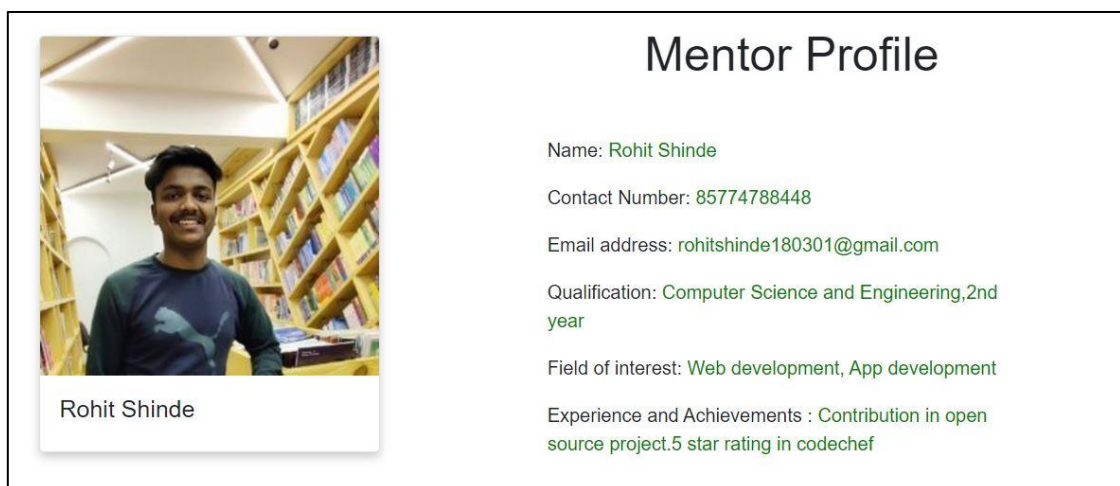 Mentor Profile
Rohit Shinde
Name: Rohit Shinde
Contact Number: 85774788448
Email address: rohitshinde180301@gmail.com
Qualification: Computer Science and Engineering,2nd
year
Field of interest: Web development, App development
Experience and Achievements : Contribution in open
source project.5 star rating in codechef